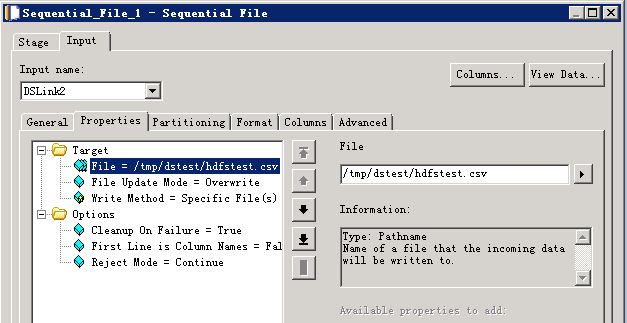 Sequential_File_1 - Sequential File
Stage
Input
Input name:
DSLink2
Columns...
View Data...
General
Properties
Partitioning
Format
Columns
Advanced
Target
File = /tmp/dstest/hdfstest.csv
File Update Mode = Overwrite
Write Method = Specific File(s)
Options
Cleanup On Failure = True
First Line is Column Names = Fal
Reject Mode = Continue
File
/tmp/dstest/hdfstest.csv
Information:
Type: Pathname
Name of a file that the incoming data
will be written to.
Available properties to add: